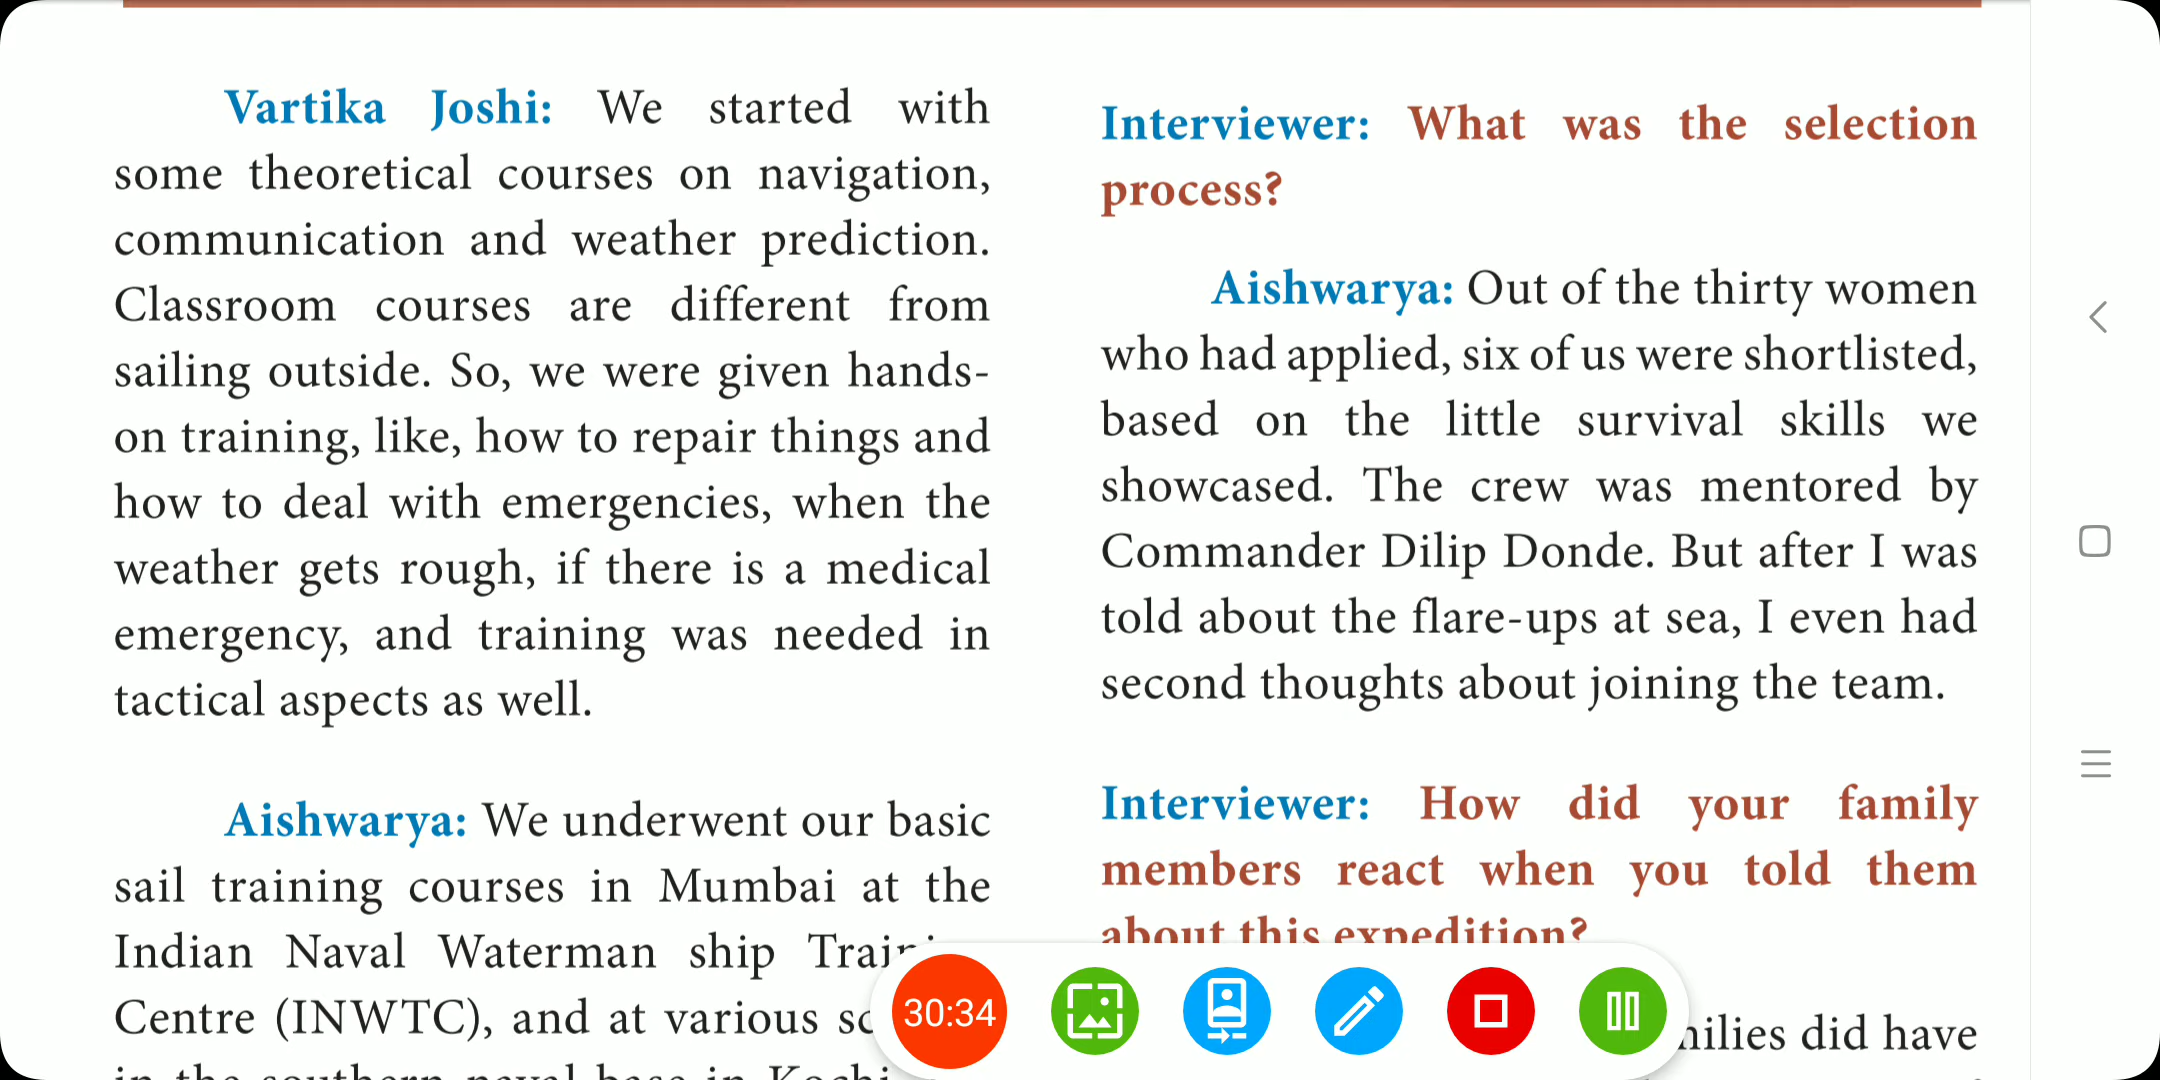 Vartika Joshi: We started with
some theoretical courses on navigation,
communication and weather prediction.
Classroom courses are different from
sailing outside. So, we were given hands-
on training, like, how to repair things and
how to deal with emergencies, when the
weather gets rough, if there is a medical
emergency, and training was needed in
tactical aspects as well.
Aishwarya: We underwent our basic
sail training courses in Mumbai at the
Indian Naval Waterman ship
Centre (INWTC), and at various
in the southern naval base in Kochi
Interviewer: What was the selection
process?
Aishwarya: Out of the thirty women
who had applied, six of us were shortlisted,
based on the little survival skills we
showcased. The crew was mentored by
Commander Dilip Donde. But after I was
told about the flare-ups at sea, I even had
second thoughts about joining the team.
Interviewer: How did your family
members react when you told them
about this expedition?
did have
30:34